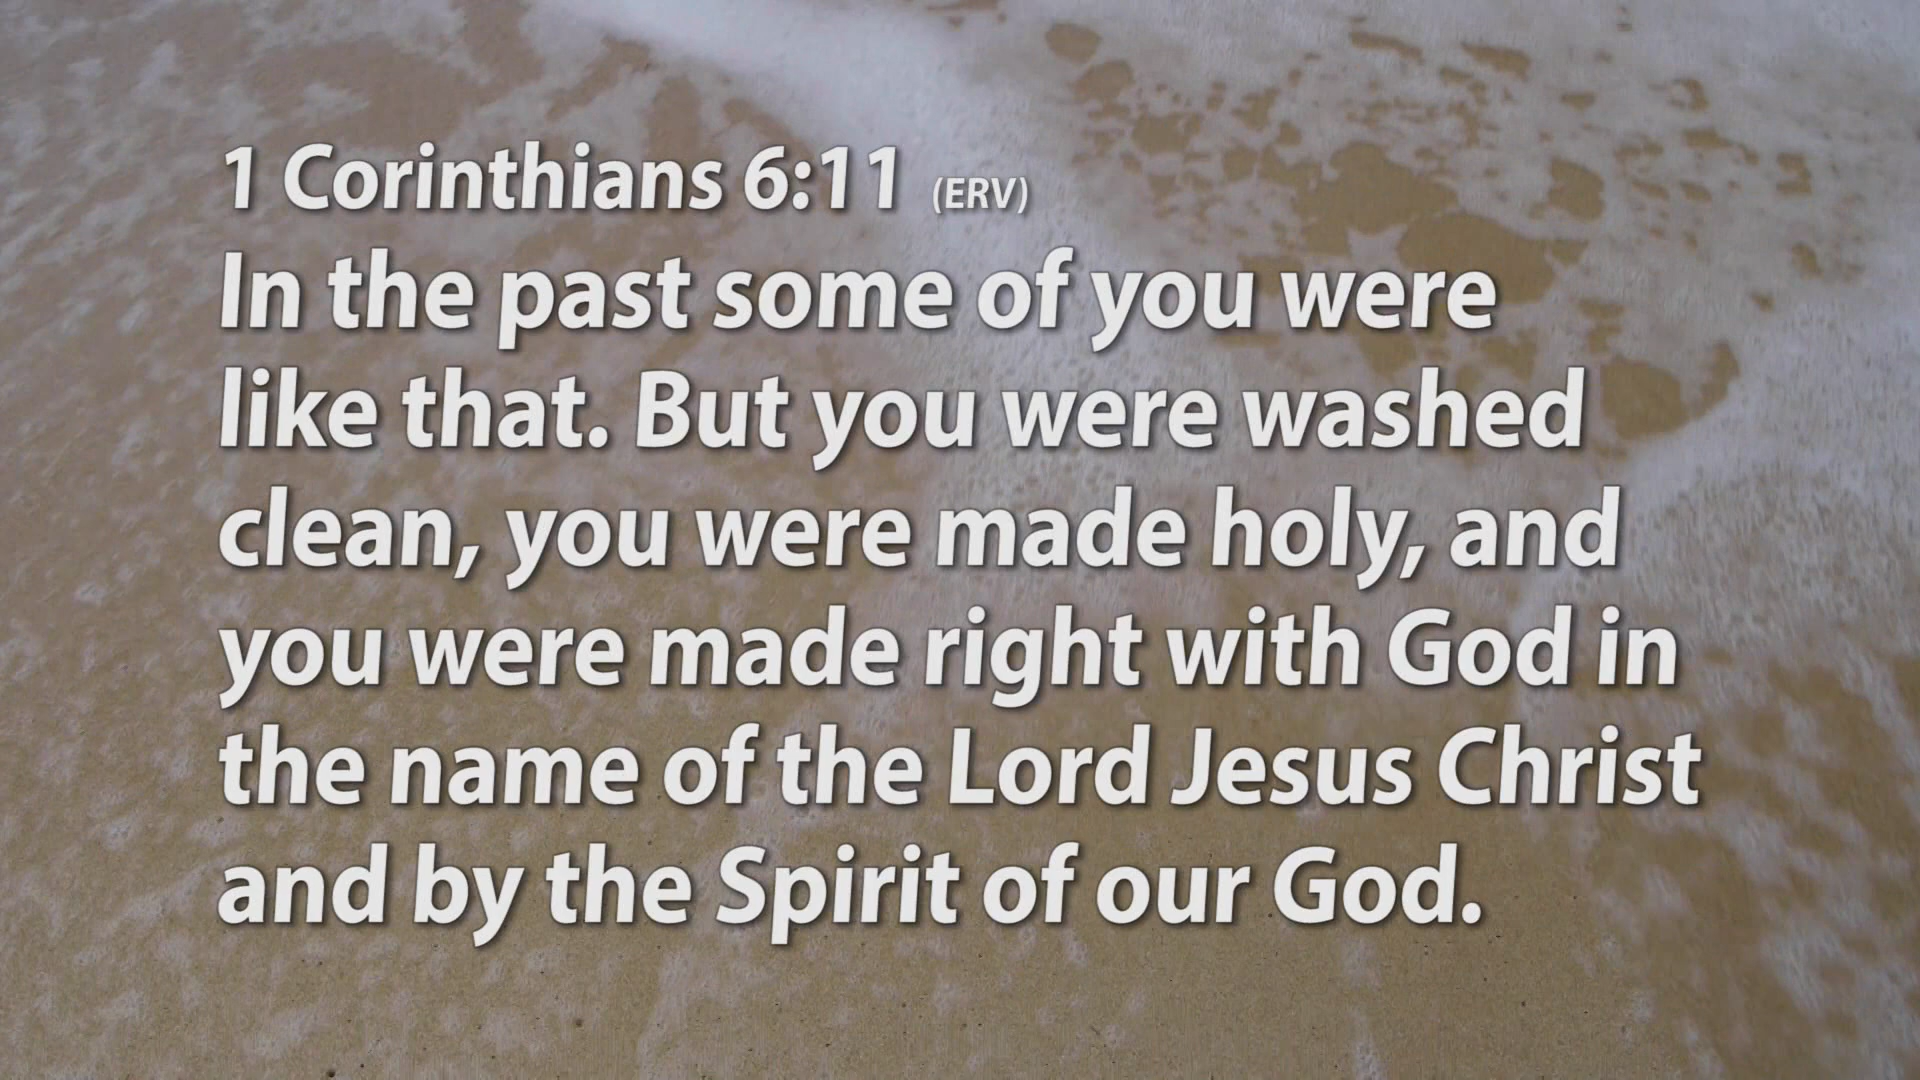 1 Corinthians 6:11 (ERV)
In the past some of you were
like that. But you were washed
clean, you were made holy, and
you were made right with God in
the name of the Lord Jesus Christ
and by the Spirit of our God.